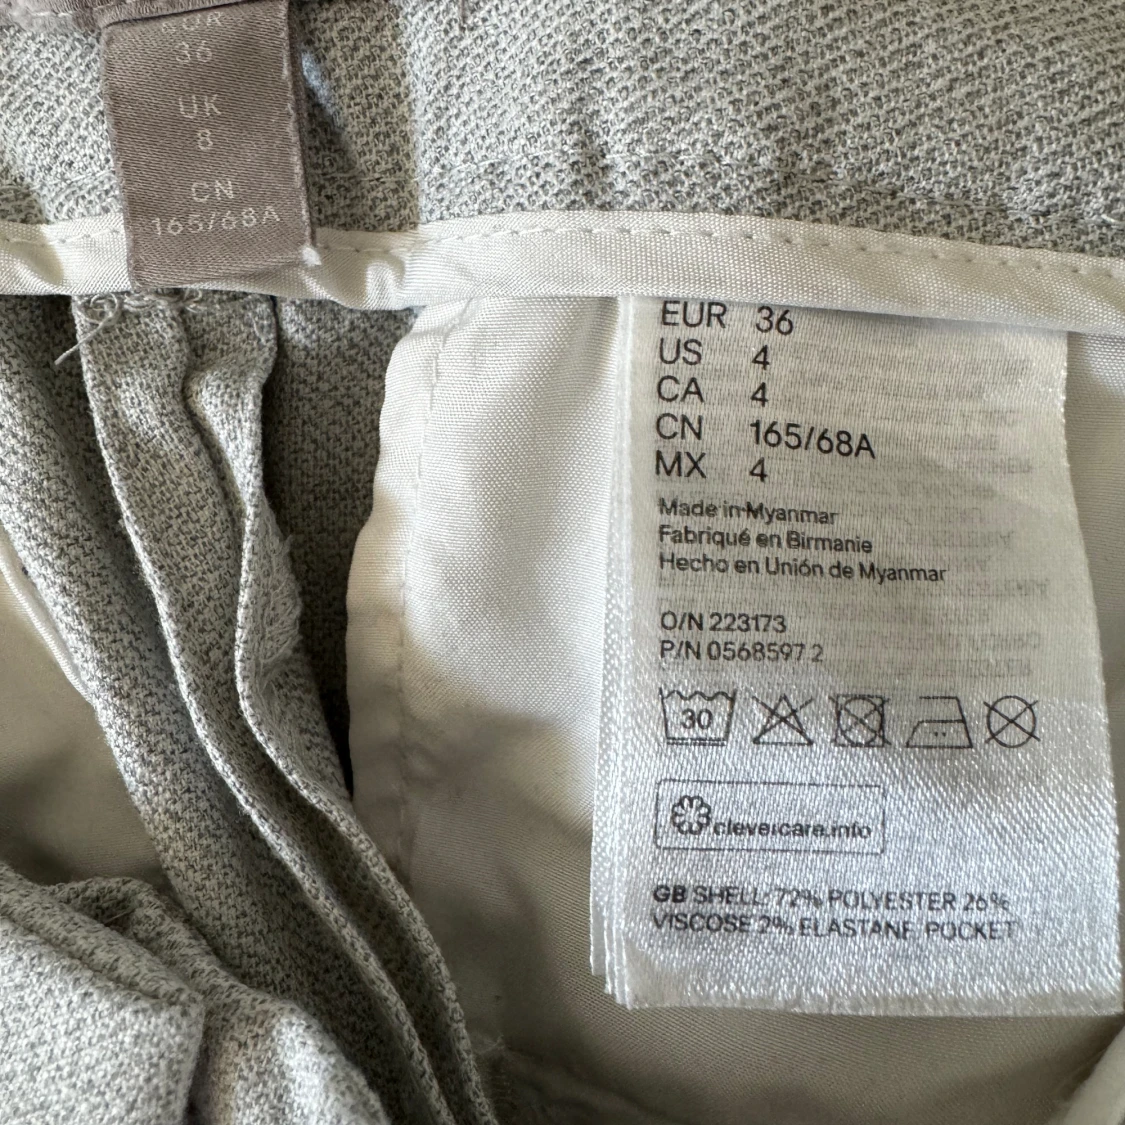 EUR
36
UK
8
CN
165/68A
EUR 36
US 4
CA 4
CN 165/68A
MX 4
Made in Myanmar
Fabriqué en Birmanie
Hecho en Unión de Myanmar
O/N 223173
P/N 0568597 2
30
clevercare.info
GB SHELL: 72% POLYESTER 26%
VISCOSE 2% ELASTANE. POCKET